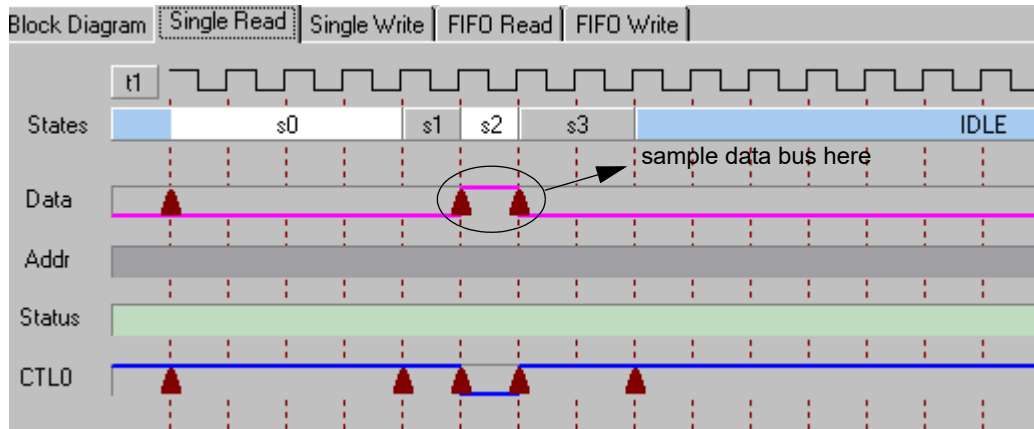 Block Diagram Single Read Single Write FIFO Read FIFO Write
t1
States s0 s1 s2 s3 IDLE
sample data bus here
Data
Addr
Status
CTL0